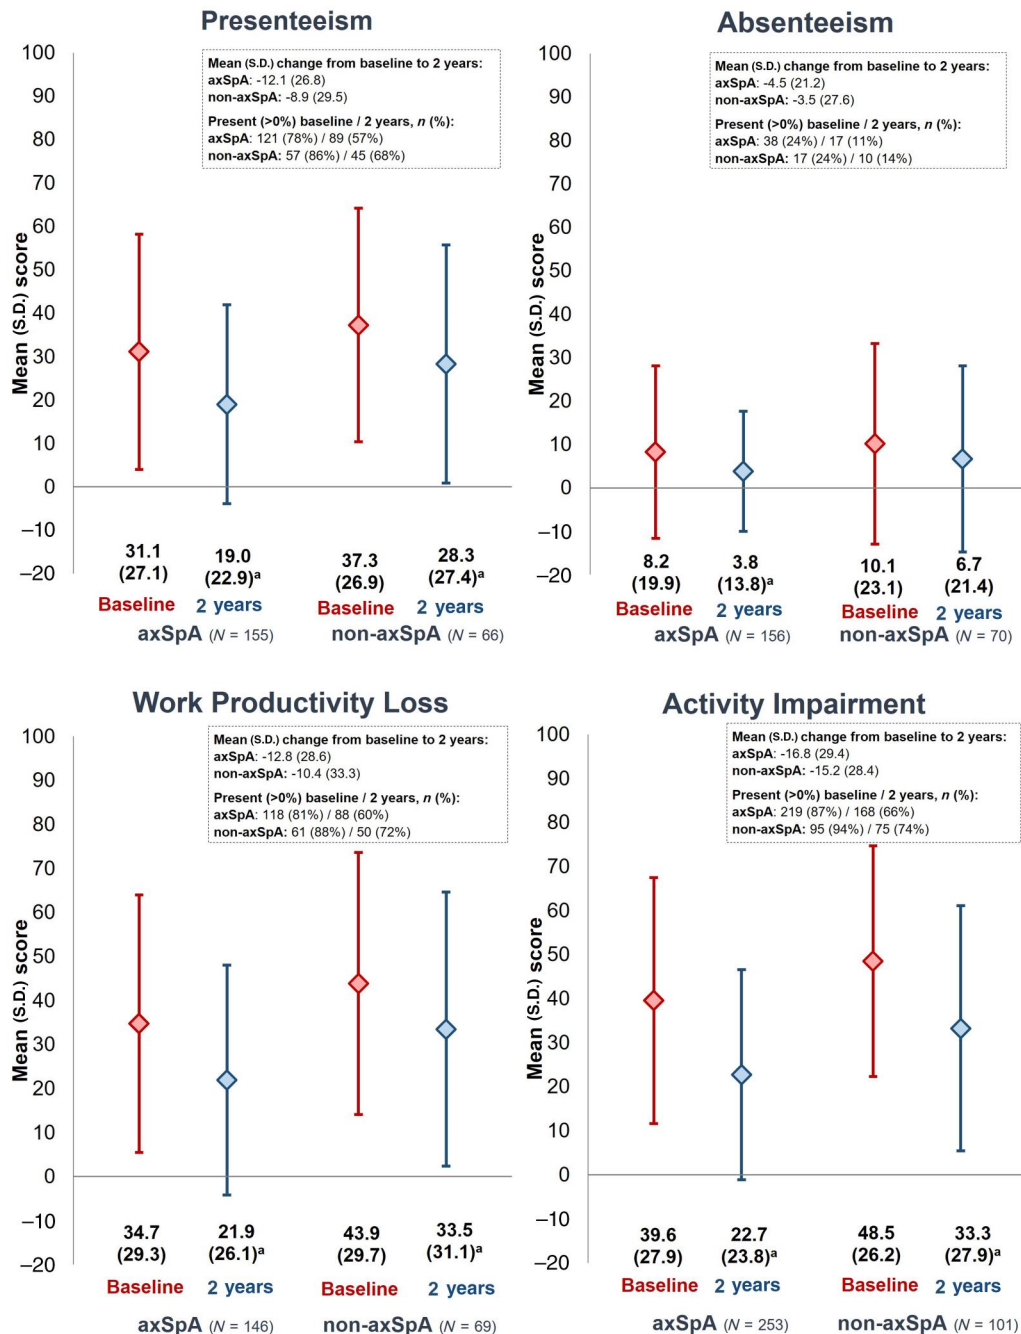 Presenteeism
Mean (S.D.) change from baseline to 2 years:
axSpA: -12.1 (26.8)
non-axSpA: -8.9 (29.5)
Present (>0%) baseline / 2 years, n (%):
axSpA: 121 (78%) / 89 (57%)
non-axSpA: 57 (86%) / 45 (68%)
Mean (S.D.) score
100
90
80
70
60
50
40
30
20
10
0
–10
–20
31.1 19.0 37.3 28.3
(27.1) (22.9)ᵃ (26.9) (27.4)ᵃ
Baseline 2 years Baseline 2 years
axSpA (N = 155) non-axSpA (N = 66)
Absenteeism
Mean (S.D.) change from baseline to 2 years:
axSpA: -4.5 (21.2)
non-axSpA: -3.5 (27.6)
Present (>0%) baseline / 2 years, n (%):
axSpA: 38 (24%) / 17 (11%)
non-axSpA: 17 (24%) / 10 (14%)
Mean (S.D.) score
100
90
80
70
60
50
40
30
20
10
0
–10
–20
8.2 3.8 10.1 6.7
(19.9) (13.8)ᵃ (23.1) (21.4)
Baseline 2 years Baseline 2 years
axSpA (N = 156) non-axSpA (N = 70)
Work Productivity Loss
Mean (S.D.) change from baseline to 2 years:
axSpA: -12.8 (28.6)
non-axSpA: -10.4 (33.3)
Present (>0%) baseline / 2 years, n (%):
axSpA: 118 (81%) / 88 (60%)
non-axSpA: 61 (88%) / 50 (72%)
Mean (S.D.) score
100
90
80
70
60
50
40
30
20
10
0
–10
–20
34.7 21.9 43.9 33.5
(29.3) (26.1)ᵃ (29.7) (31.1)ᵃ
Baseline 2 years Baseline 2 years
axSpA (N = 146) non-axSpA (N = 69)
Activity Impairment
Mean (S.D.) change from baseline to 2 years:
axSpA: -16.8 (29.4)
non-axSpA: -15.2 (28.4)
Present (>0%) baseline / 2 years, n (%):
axSpA: 219 (87%) / 168 (66%)
non-axSpA: 95 (94%) / 75 (74%)
Mean (S.D.) score
100
90
80
70
60
50
40
30
20
10
0
–10
–20
39.6 22.7 48.5 33.3
(27.9) (23.8)ᵃ (26.2) (27.9)ᵃ
Baseline 2 years Baseline 2 years
axSpA (N = 253) non-axSpA (N = 101)